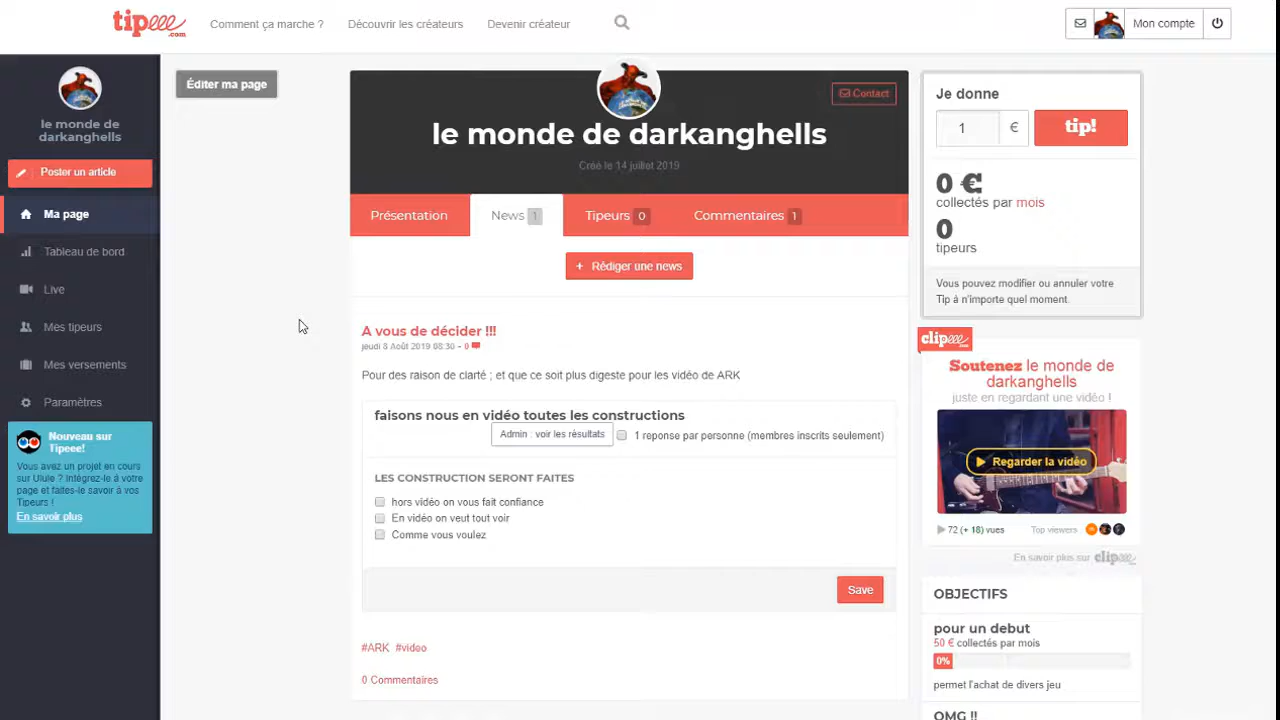 tipeee.com
Comment ça marche ?
Découvrir les créateurs
Devenir créateur
Mon compte
le monde de
darkanghells
Poster un article
Ma page
Tableau de bord
Live
Mes tipeurs
Mes versements
Paramètres
Nouveau sur
Tipeee!
Vous avez un projet en cours
sur Ulule ? Intégrez-le à votre
page et faites-le savoir à vos
Tipeurs !
En savoir plus
Éditer ma page
Contact
le monde de darkanghells
Créé le 14 juillet 2019
Présentation
News 1
Tipeurs 0
Commentaires 1
+ Rédiger une news
A vous de décider !!!
jeudi 8 Août 2019 08:30 - 0
Pour des raison de clarté ; et que ce soit plus digeste pour les vidéo de ARK
faisons nous en vidéo toutes les constructions
Admin : voir les résultats
1 reponse par personne (membres inscrits seulement)
LES CONSTRUCTION SERONT FAITES
hors vidéo on vous fait confiance
En vidéo on veut tout voir
Comme vous voulez
Save
#ARK #video
0 Commentaires
Je donne
1 €
tip!
0 €
collectés par mois
0
tipeurs
Vous pouvez modifier ou annuler votre
Tip à n'importe quel moment.
clipeee.com
Soutenez le monde de
darkanghells
juste en regardant une vidéo !
Regarder la vidéo
72 (+ 18) vues
Top viewers
En savoir plus sur clipeee
OBJECTIFS
pour un debut
50 € collectés par mois
0%
permet l'achat de divers jeu
OMG !!